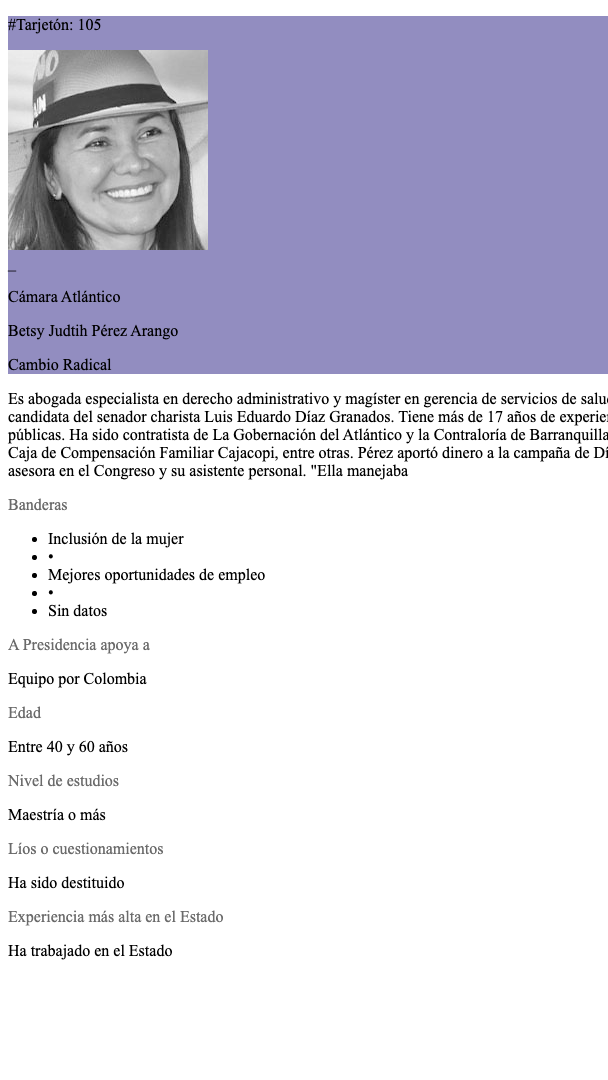 #Tarjetón: 105
NO
AIN
_
Cámara Atlántico
Betsy Judtih Pérez Arango
Cambio Radical
Es abogada especialista en derecho administrativo y magíster en gerencia de servicios de salu
candidata del senador charista Luis Eduardo Díaz Granados. Tiene más de 17 años de experie
públicas. Ha sido contratista de La Gobernación del Atlántico y la Contraloría de Barranquilla
Caja de Compensación Familiar Cajacopi, entre otras. Pérez aportó dinero a la campaña de Dí
asesora en el Congreso y su asistente personal. "Ella manejaba
Banderas
• Inclusión de la mujer
• •
• Mejores oportunidades de empleo
• •
• Sin datos
A Presidencia apoya a
Equipo por Colombia
Edad
Entre 40 y 60 años
Nivel de estudios
Maestría o más
Líos o cuestionamientos
Ha sido destituido
Experiencia más alta en el Estado
Ha trabajado en el Estado